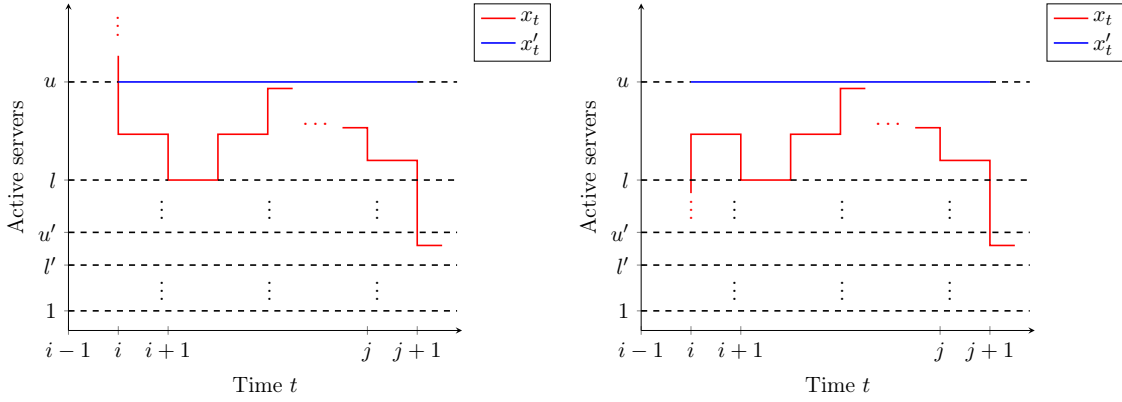 x_t
x′_t
u
l
u′
l′
1
Active servers
i − 1
i
i + 1
j
j + 1
Time t
x_t
x′_t
u
l
u′
l′
1
Active servers
i − 1
i
i + 1
j
j + 1
Time t